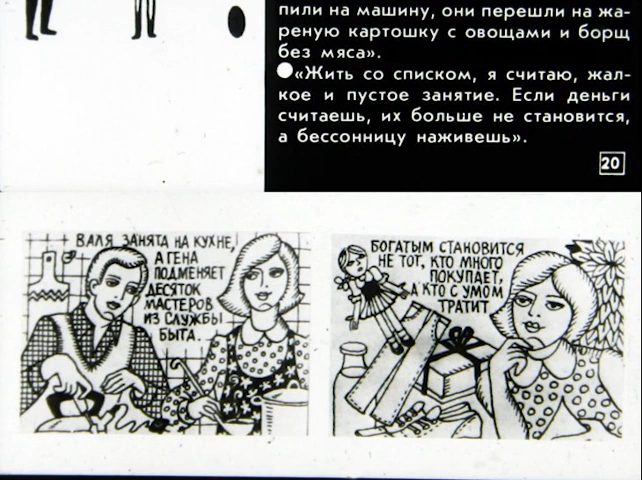 пили на машину, они перешли на жа-
реную картошку с овощами и борщ
без мяса».
«Жить со списком, я считаю, жал-
кое и пустое занятие. Если деньги
считаешь, их больше не становится,
а бессонницу наживешь».
20
ВАЛЯ ЗАНЯТА НА КУХНЕ,
А ГЕНА
ПОДМЕНЯЕТ
ДЕСЯТОК
МАСТЕРОВ
ИЗ СЛУЖБЫ
БЫТА..
БОГАТЫМ СТАНОВИТСЯ
НЕ ТОТ, КТО МНОГО
ПОКУПАЕТ,
А КТО С УМОМ
ТРАТИТ